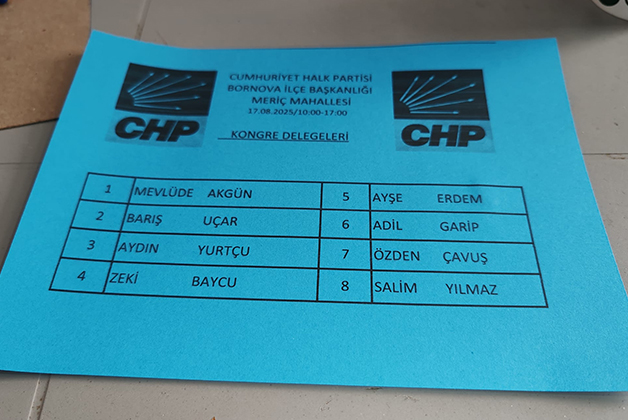 CUMHURİYET HALK PARTİSİ
BORNOVA İLÇE BAŞKANLIĞI
MERİÇ MAHALLESİ
17.08.2025/10:00-17:00
KONGRE DELEGELERİ
CHP
CHP
1 MEVLÜDE AKGÜN 5 AYŞE ERDEM
2 BARIŞ UÇAR 6 ADİL GARİP
3 AYDIN YURTÇU 7 ÖZDEN ÇAVUŞ
4 ZEKİ BAYCU 8 SALİM YILMAZ